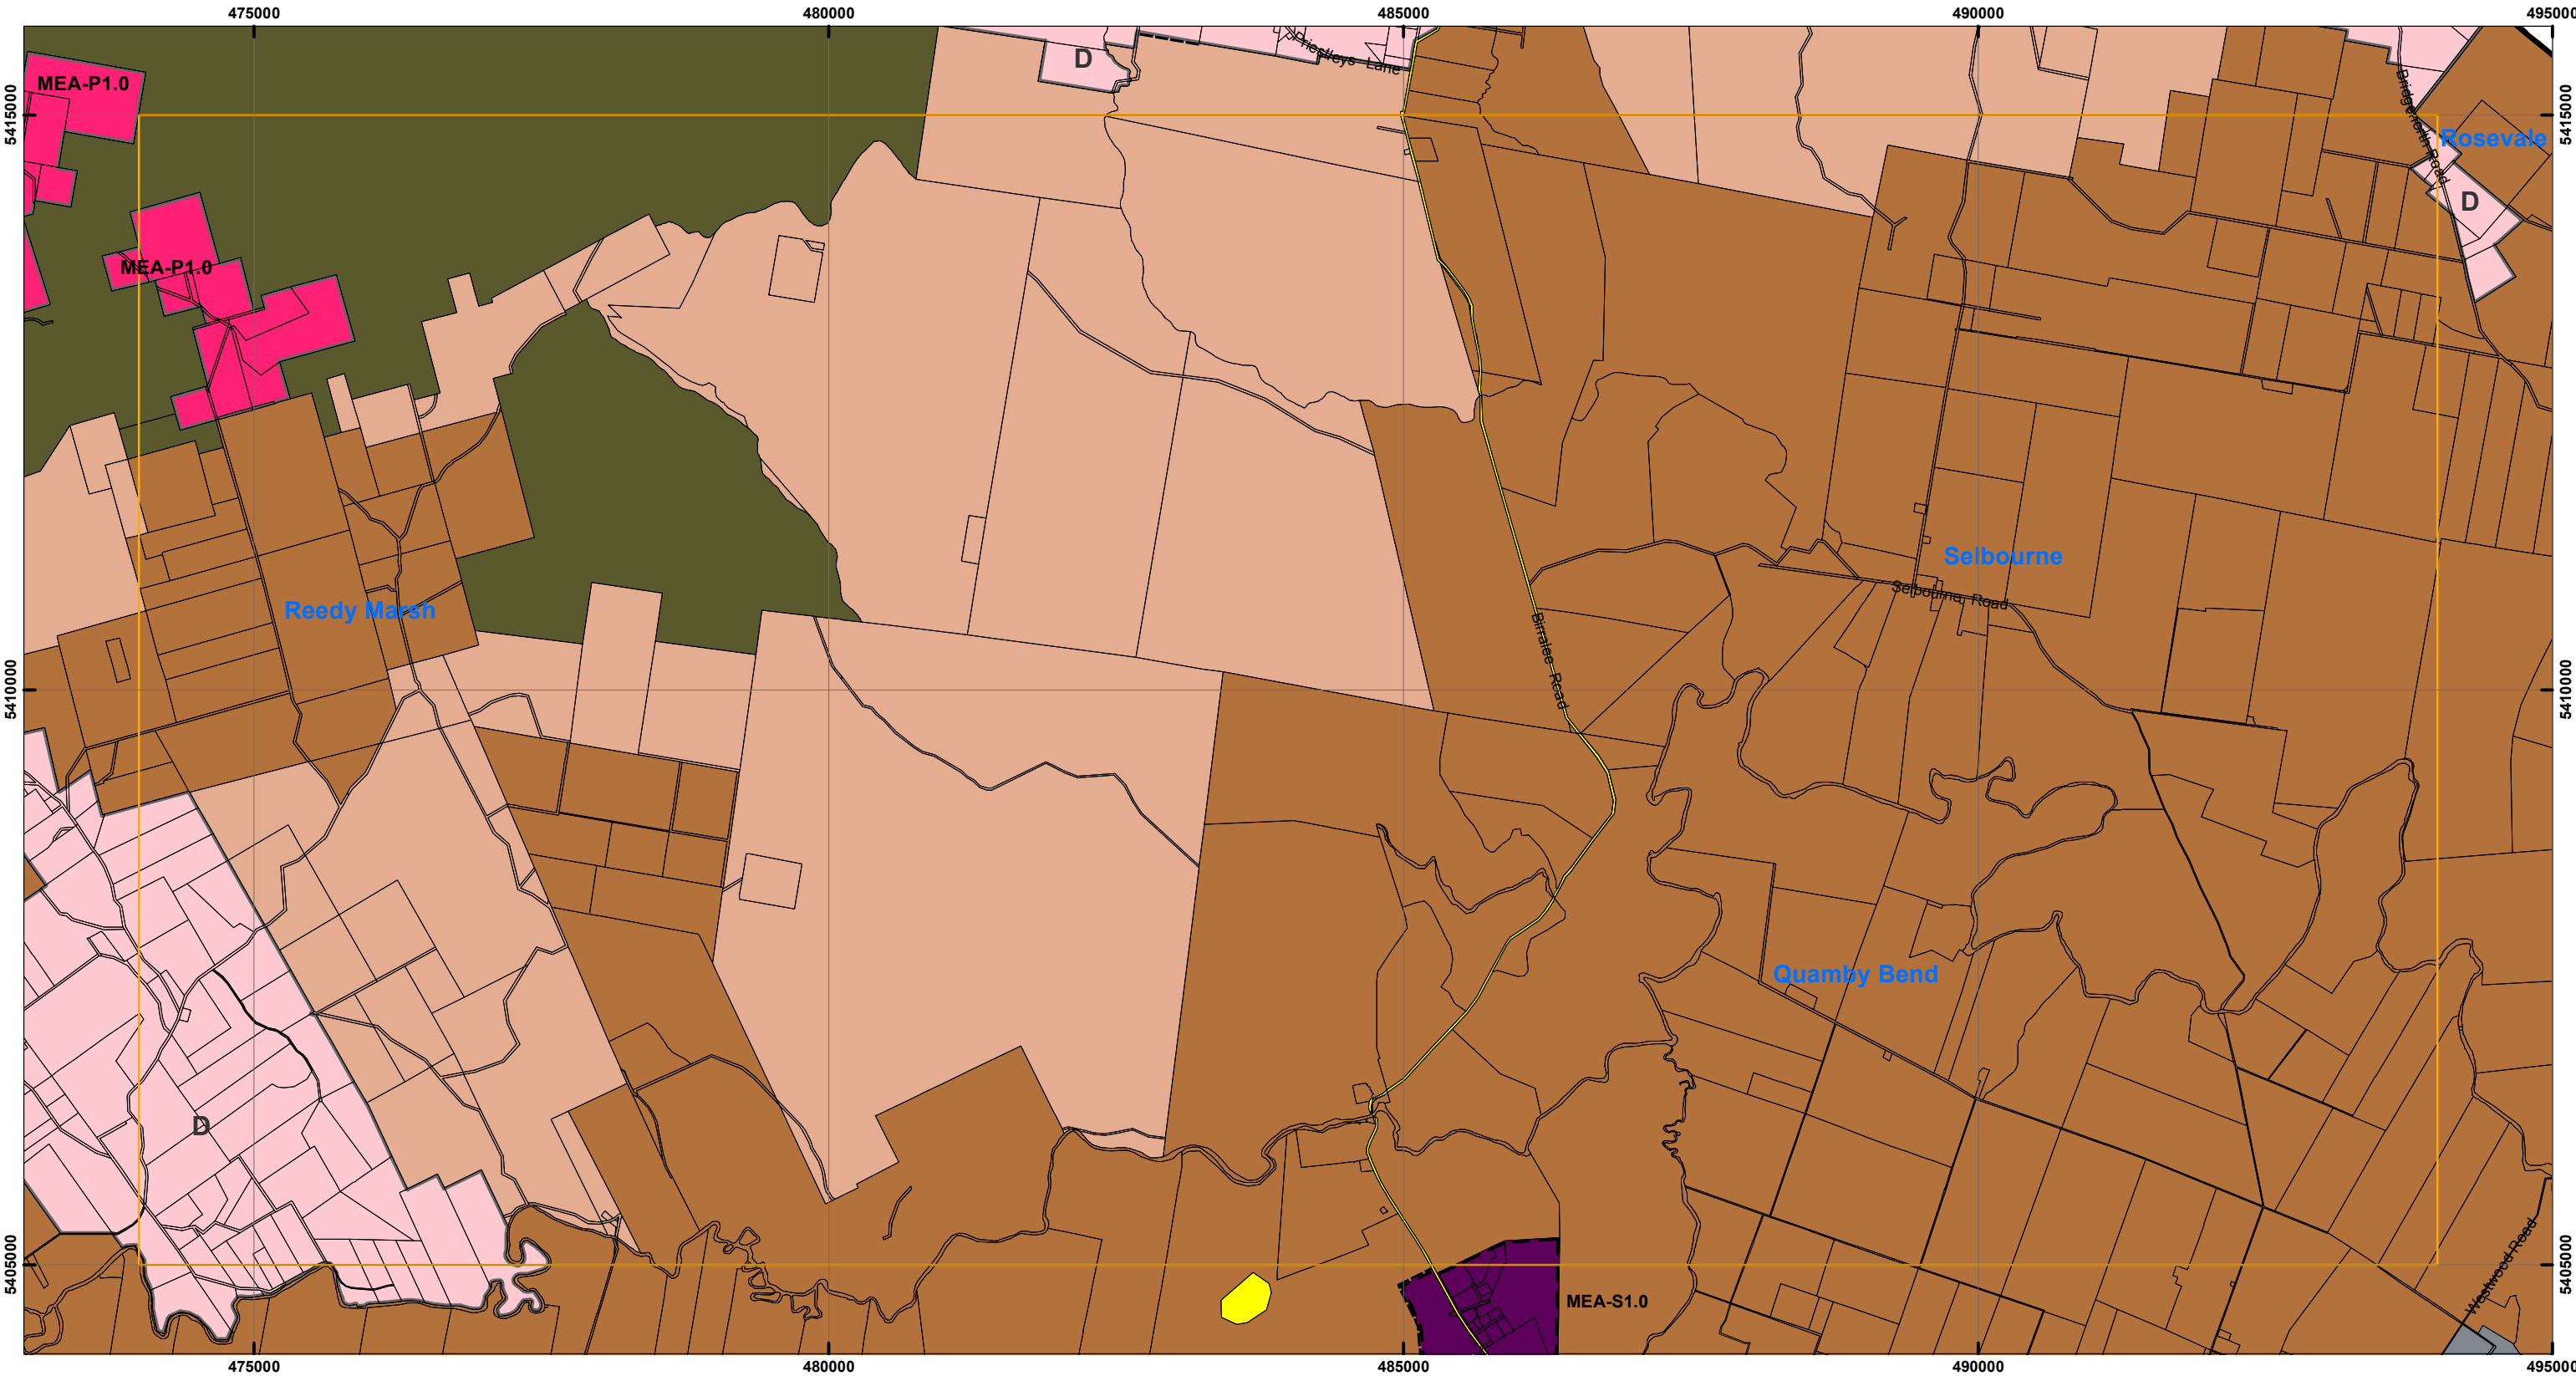 475000
480000
485000
490000
495000
5415000
5415000
MEA-P1.0
D
Priestleys Lane
Bridgenorth Road
Rosevale
D
MEA-P1.0
Selbourne
Selbourne Road
Reedy Marsh
Birralee Road
5410000
5410000
Quamby Bend
D
5405000
5405000
Westwood Road
MEA-S1.0
475000
480000
485000
490000
495000